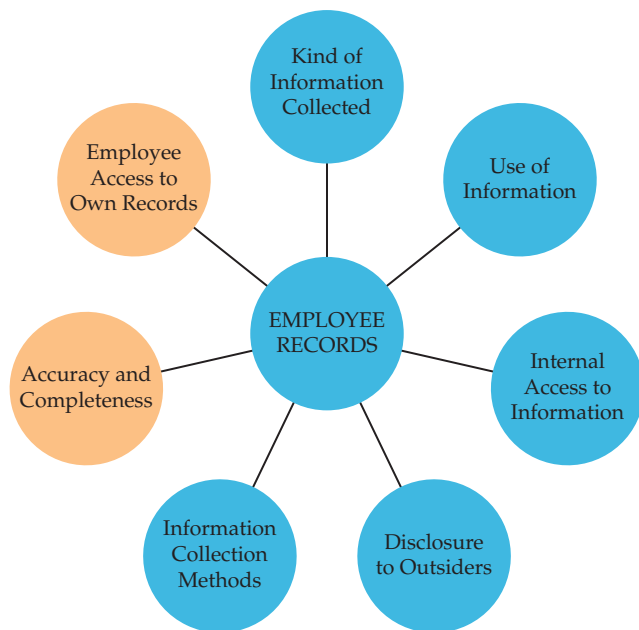 Kind of
Information
Collected
Use of
Information
Internal
Access to
Information
Disclosure
to Outsiders
Information
Collection
Methods
Accuracy and
Completeness
Employee
Access to
Own Records
EMPLOYEE
RECORDS